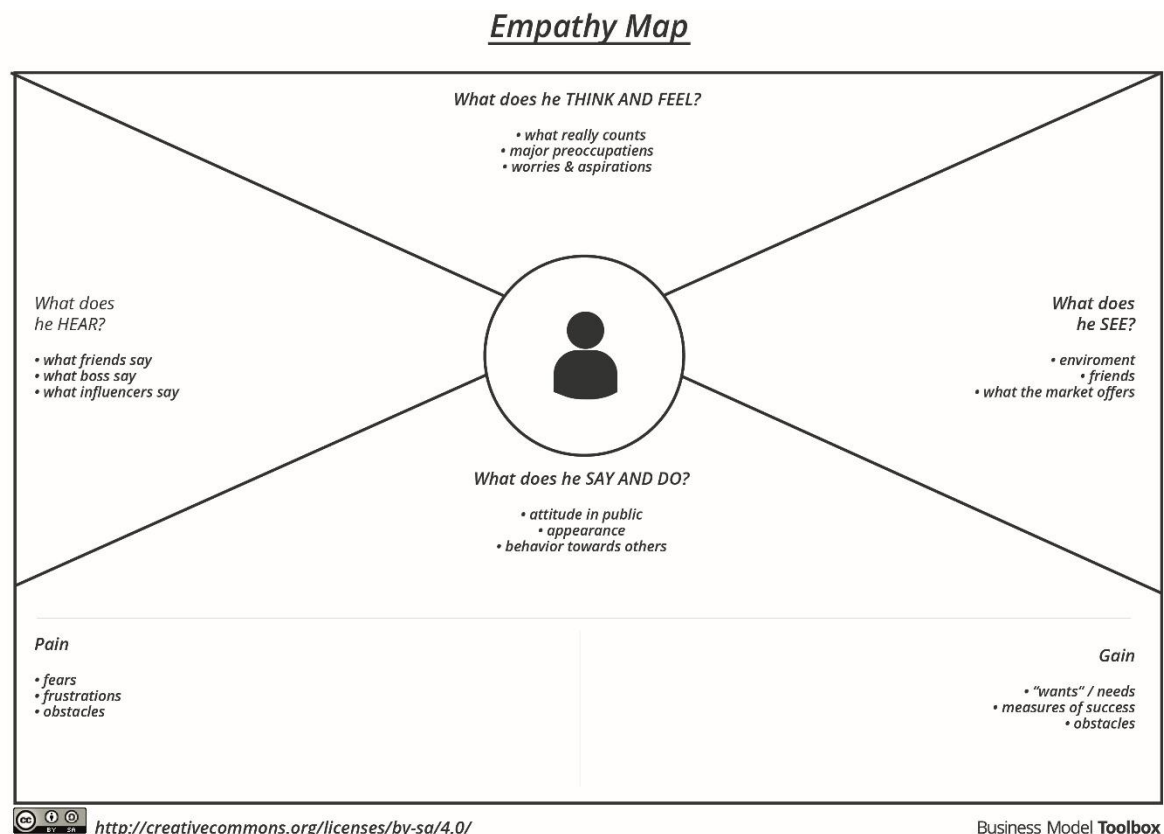 Empathy Map
What does he THINK AND FEEL?
• what really counts
• major preoccupatiens
• worries & aspirations
What does
he HEAR?
• what friends say
• what boss say
• what influencers say
What does
he SEE?
• enviroment
• friends
• what the market offers
What does he SAY AND DO?
• attitude in public
• appearance
• behavior towards others
Pain
• fears
• frustrations
• obstacles
Gain
• “wants” / needs
• measures of success
• obstacles
cc BY SA
http://creativecommons.org/licenses/by-sa/4.0/
Business Model Toolbox